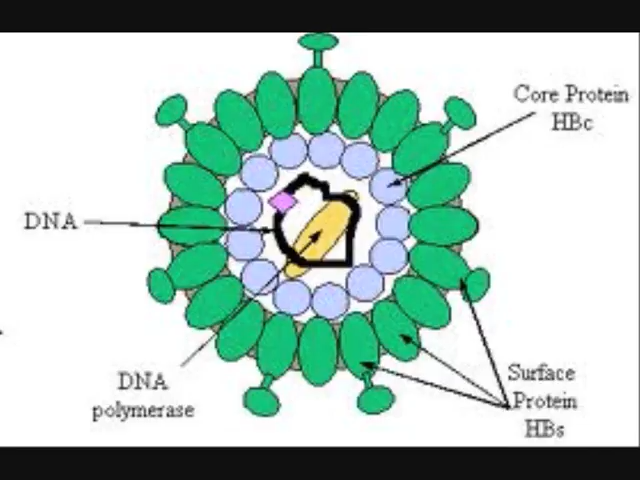 Core Protein
HBc
DNA
DNA
polymerase
Surface
Protein
HBs